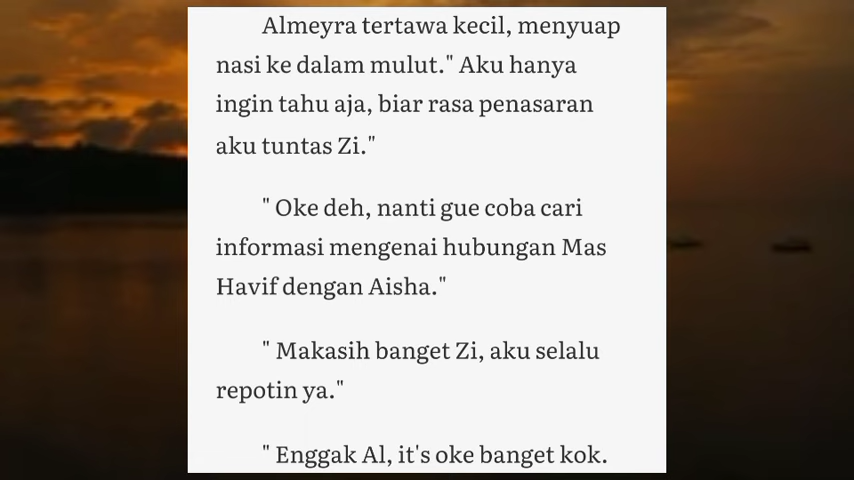 Almeyra tertawa kecil, menyuap
nasi ke dalam mulut." Aku hanya
ingin tahu aja, biar rasa penasaran
aku tuntas Zi."
" Oke deh, nanti gue coba cari
informasi mengenai hubungan Mas
Havif dengan Aisha."
" Makasih banget Zi, aku selalu
repotin ya."
" Enggak Al, it's oke banget kok.